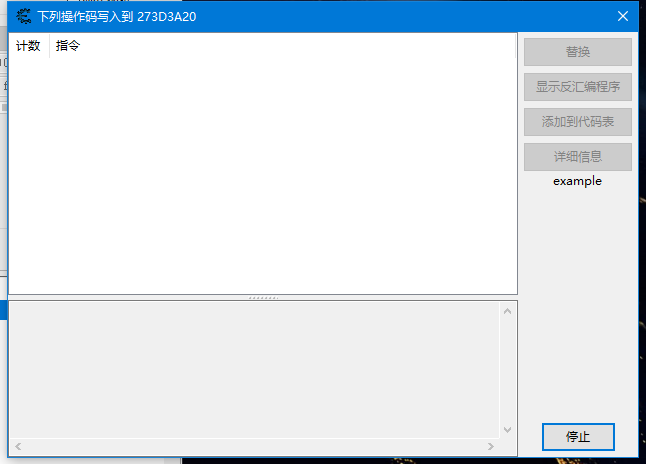 下列操作码写入到 273D3A20
计数 指令
替换
显示反汇编程序
添加到代码表
详细信息
example
停止